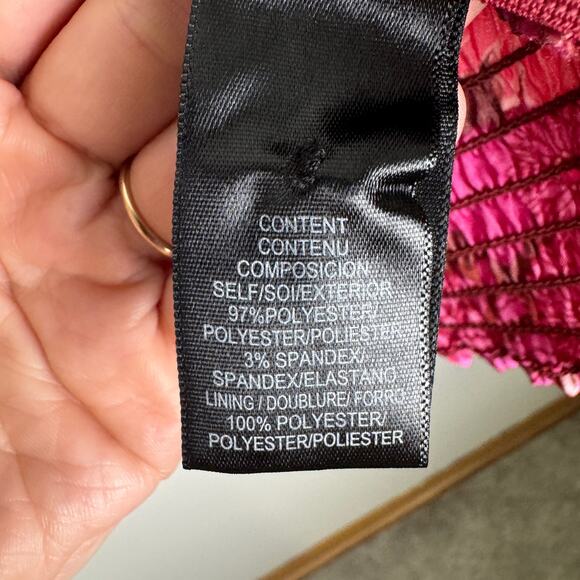 CONTENT
CONTENU
COMPOSICION
SELF/SOI/EXTERIOR
97%POLYESTER/
POLYESTER/POLIESTER
3% SPANDEX/
SPANDEX/ELASTANO
LINING / DOUBLURE / FORRO
100% POLYESTER/
POLYESTER/POLIESTER